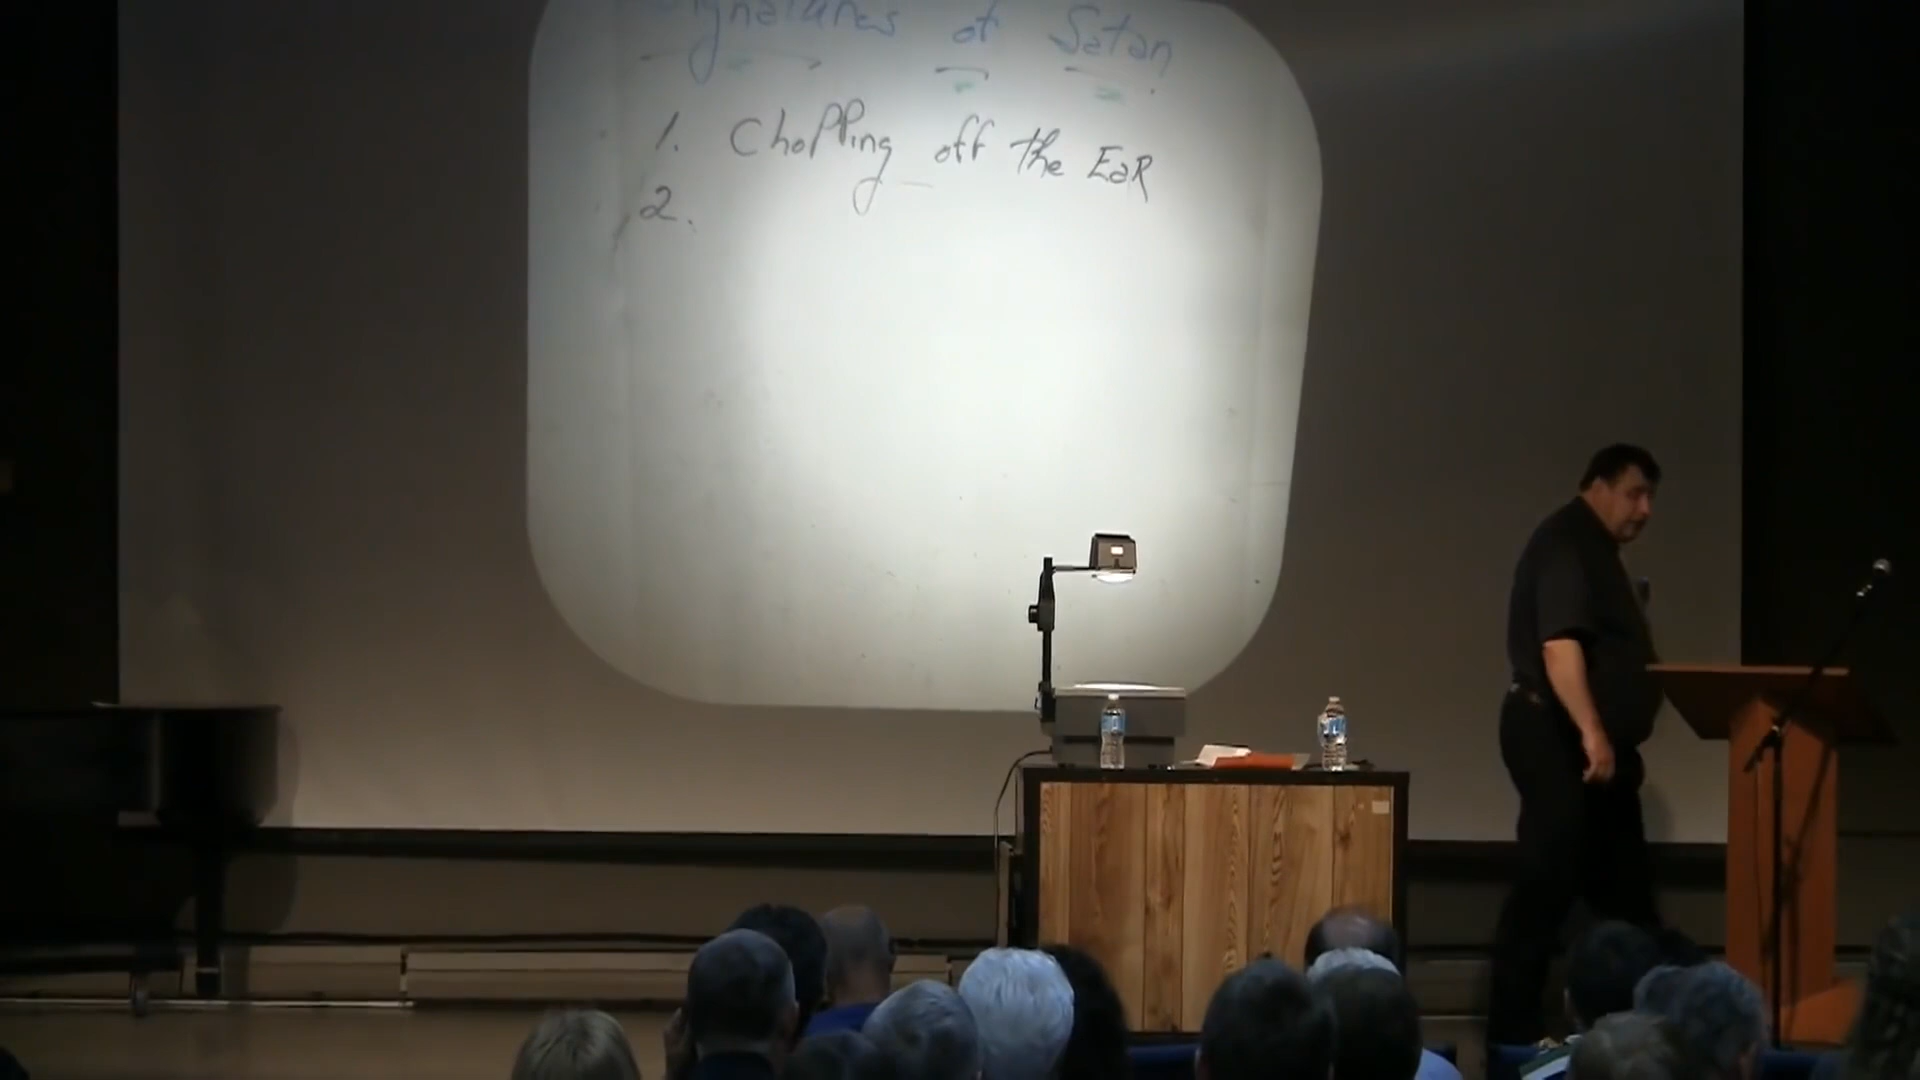 Signatures of Satan
1. Chopping off the EaR
2.